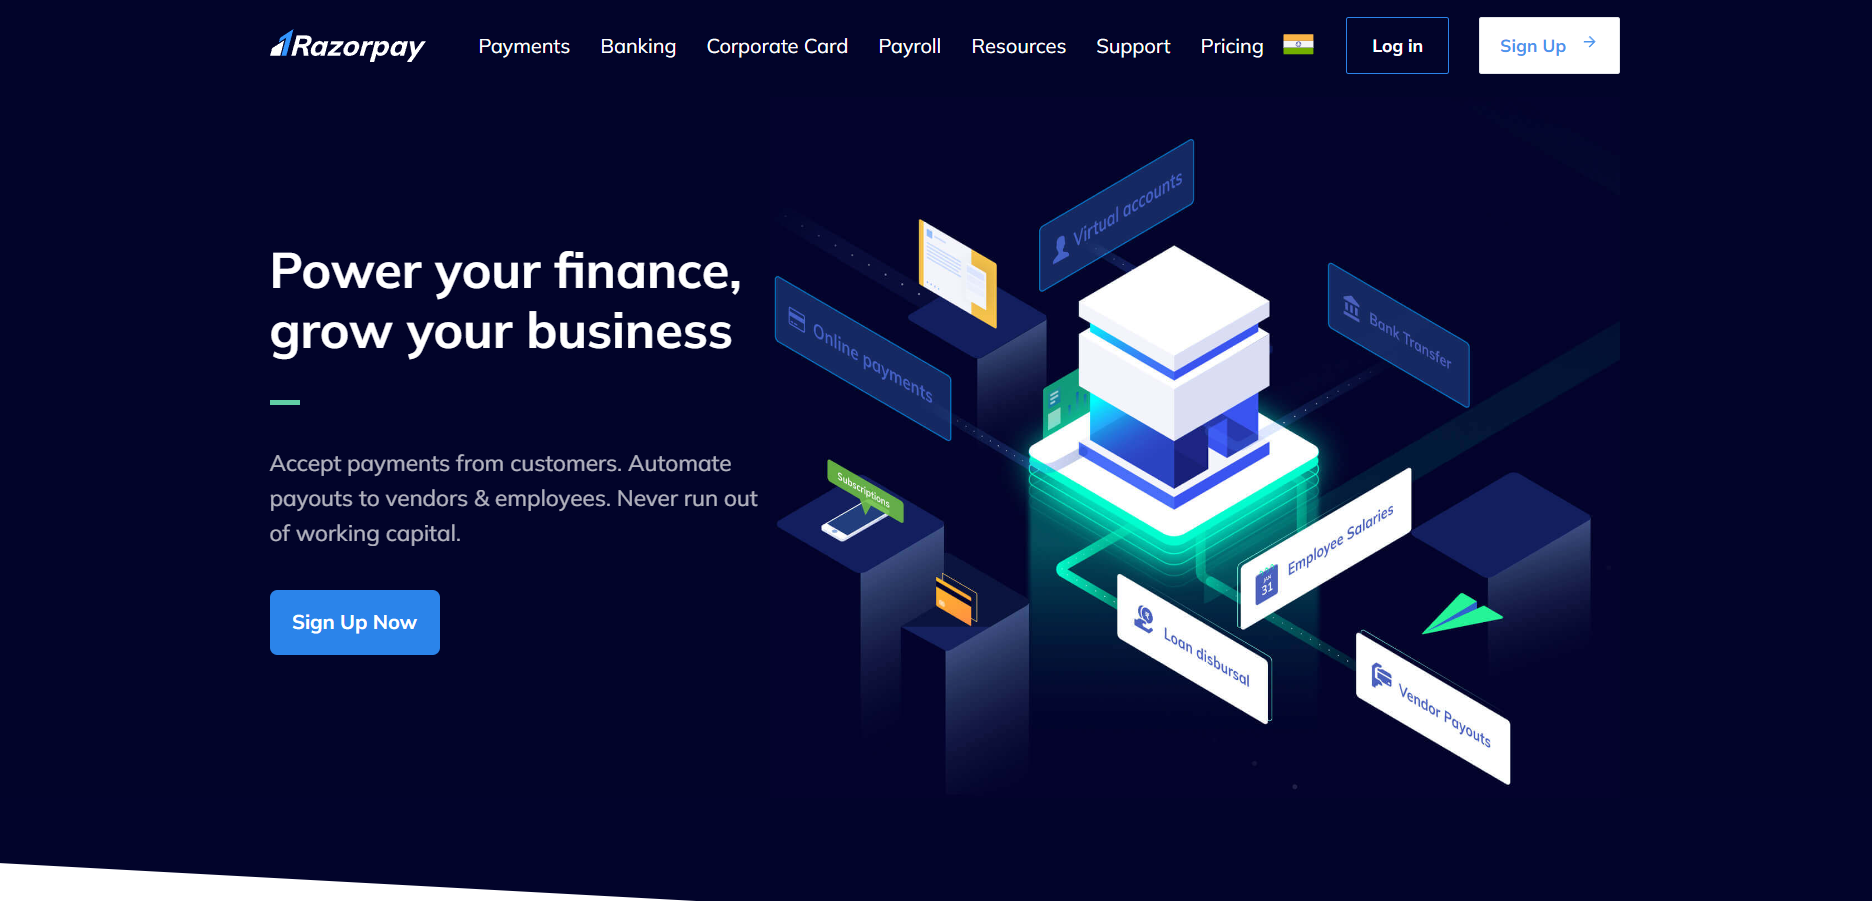 Razorpay
Payments
Banking
Corporate Card
Payroll
Resources
Support
Pricing
Log in
Sign Up
Power your finance,
grow your business
Accept payments from customers. Automate
payouts to vendors & employees. Never run out
of working capital.
Sign Up Now
Virtual accounts
Online payments
Bank Transfer
Subscriptions
Employee Salaries
JAN
31
Loan disbursal
Vendor Payouts